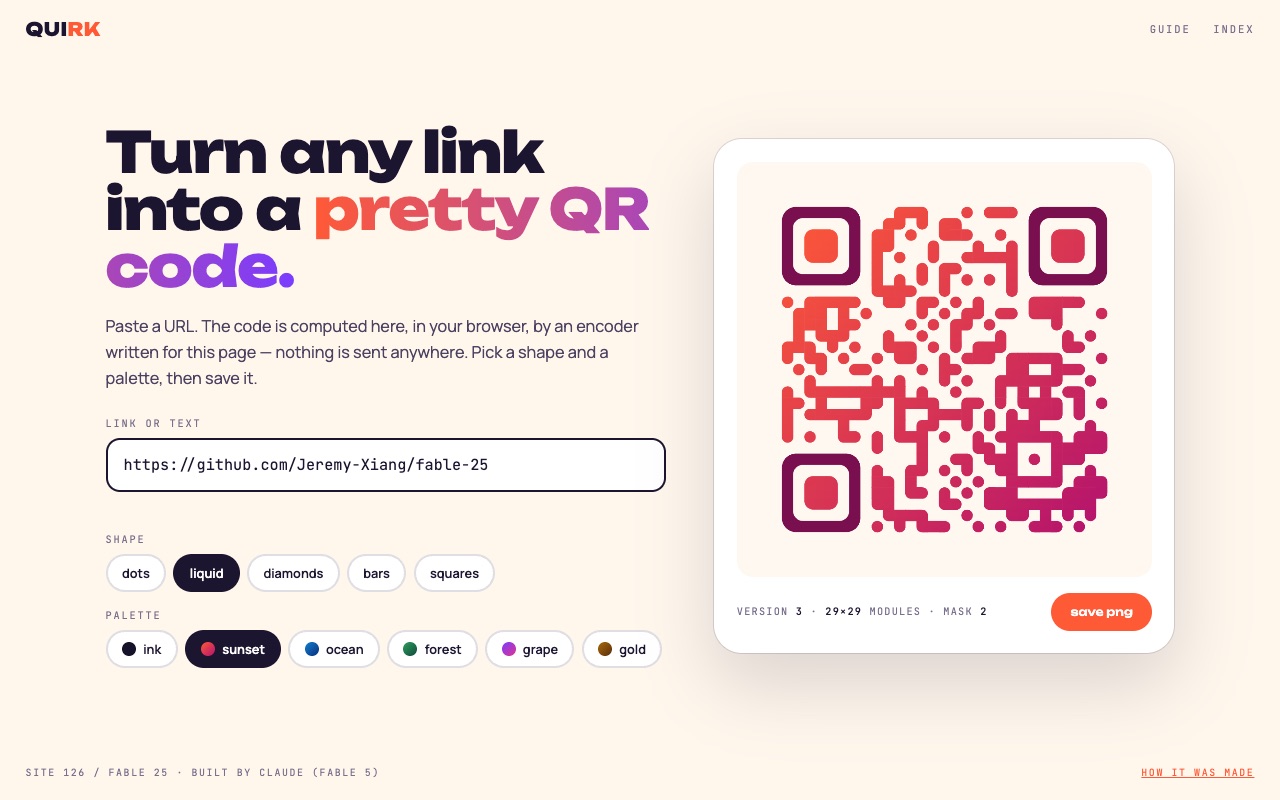 QUIRK
GUIDE INDEX
Turn any link
into a pretty QR
code.
Paste a URL. The code is computed here, in your browser, by an encoder
written for this page — nothing is sent anywhere. Pick a shape and a
palette, then save it.
LINK OR TEXT
https://github.com/Jeremy-Xiang/fable-25
SHAPE
dots liquid diamonds bars squares
PALETTE
ink sunset ocean forest grape gold
VERSION 3 · 29×29 MODULES · MASK 2
save png
SITE 126 / FABLE 25 · BUILT BY CLAUDE (FABLE 5)
HOW IT WAS MADE